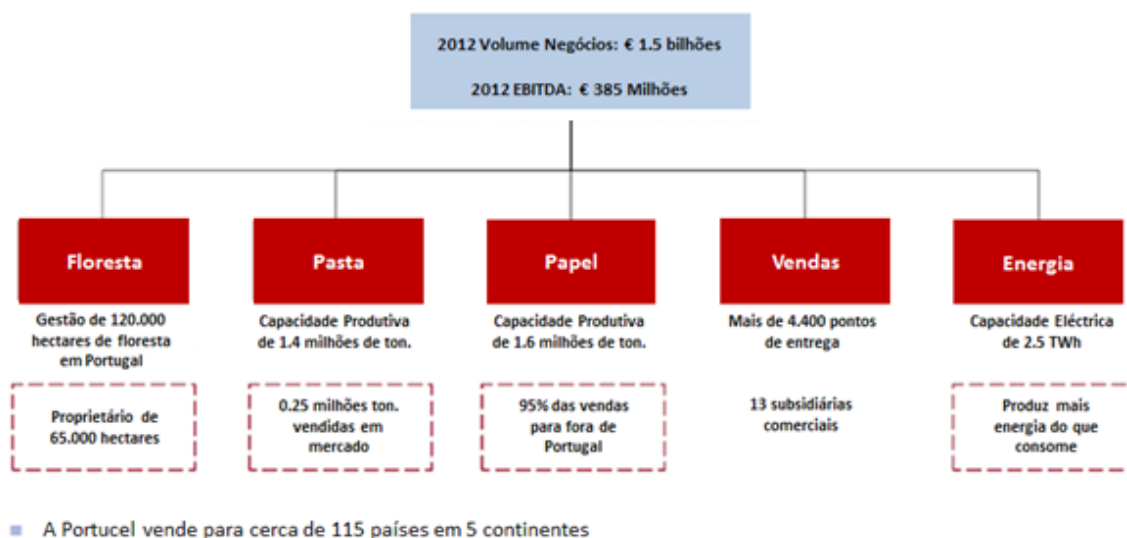 2012 Volume Negócios: € 1.5 bilhões
2012 EBITDA: € 385 Milhões
Floresta
Gestão de 120.000
hectares de floresta
em Portugal
Proprietário de
65.000 hectares
Pasta
Capacidade Produtiva
de 1.4 milhões de ton.
0.25 milhões ton.
vendidas em
mercado
Papel
Capacidade Produtiva
de 1.6 milhões de ton.
95% das vendas
para fora de
Portugal
Vendas
Mais de 4.400 pontos
de entrega
13 subsidiárias
comerciais
Energia
Capacidade Eléctrica
de 2.5 TWh
Produz mais
energia do que
consome
A Portucel vende para cerca de 115 países em 5 continentes